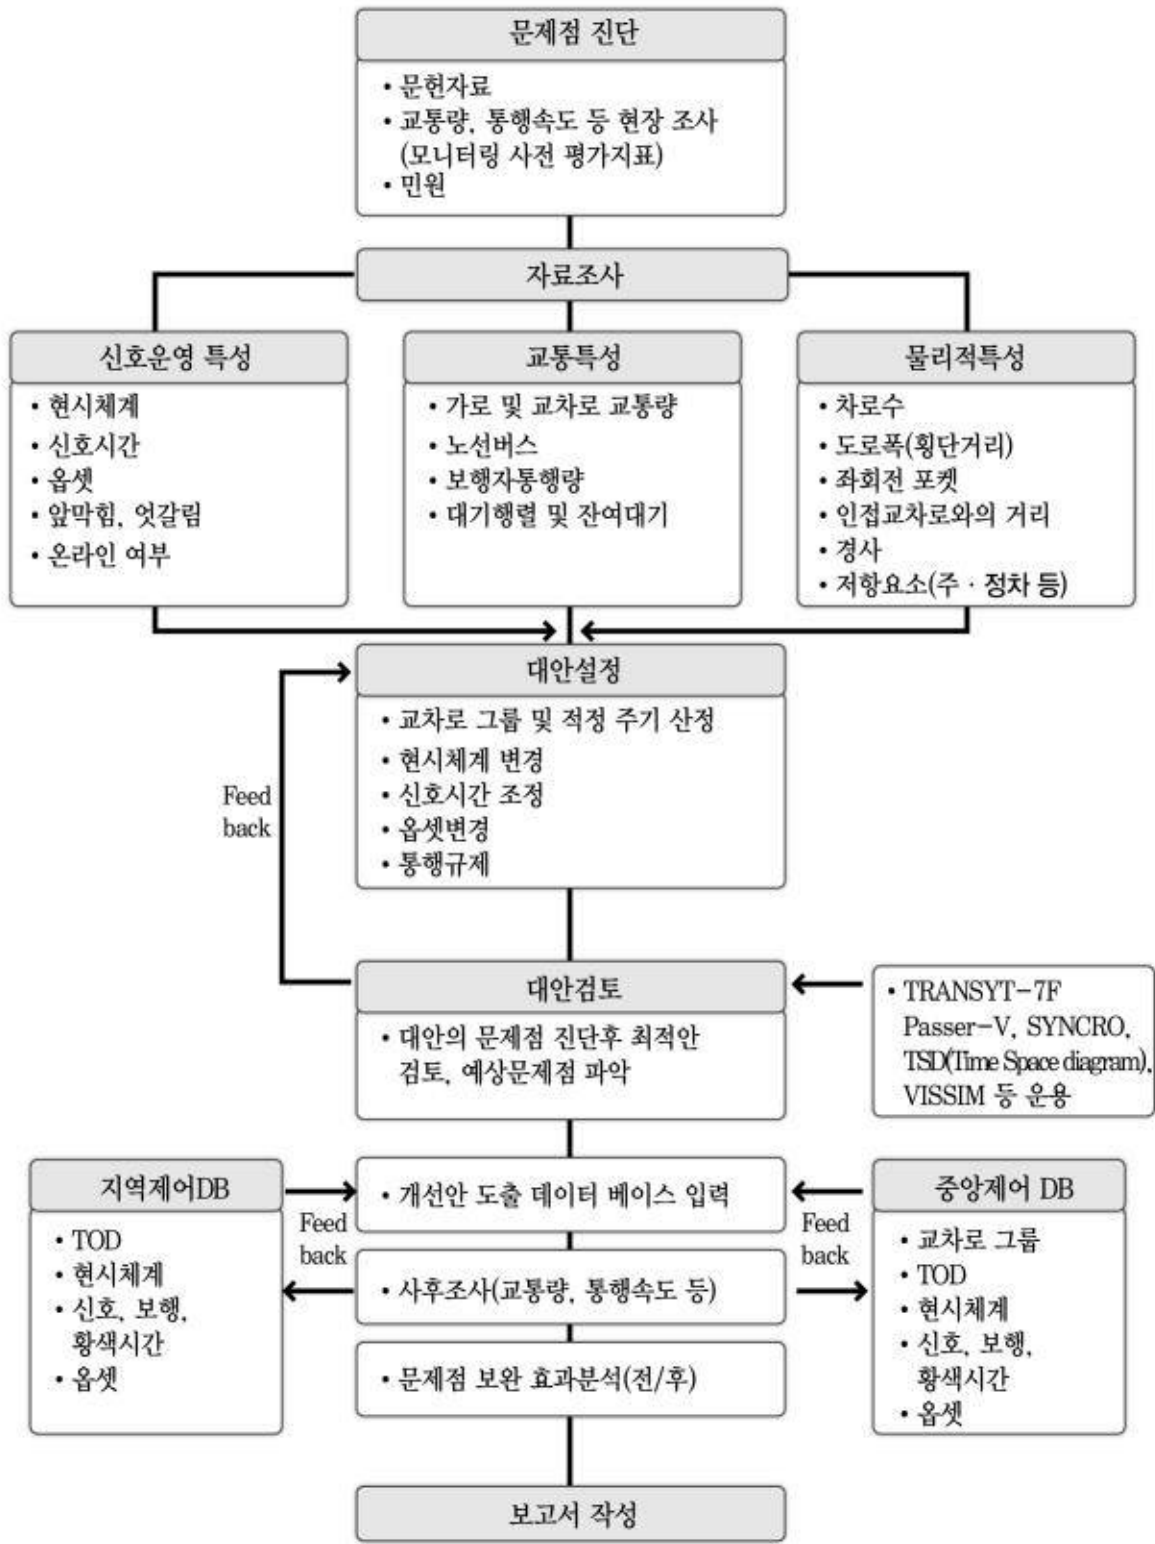 문제점 진단
• 문헌자료
• 교통량, 통행속도 등 현장 조사
(모니터링 사전 평가지표)
• 민원
자료조사
신호운영 특성
• 현시체계
• 신호시간
• 옵셋
• 앞막힘, 엇갈림
• 온라인 여부
교통특성
• 가로 및 교차로 교통량
• 노선버스
• 보행자통행량
• 대기행렬 및 잔여대기
물리적특성
• 차로수
• 도로폭(횡단거리)
• 좌회전 포켓
• 인접교차로와의 거리
• 경사
• 저항요소(주 · 정차 등)
대안설정
• 교차로 그룹 및 적정 주기 산정
• 현시체계 변경
• 신호시간 조정
• 옵셋변경
• 통행규제
Feed
back
대안검토
• 대안의 문제점 진단후 최적안
검토, 예상문제점 파악
• TRANSYT-7F
Passer-V, SYNCRO,
TSD(Time Space diagram),
VISSIM 등 운용
지역제어DB
• TOD
• 현시체계
• 신호, 보행,
황색시간
• 옵셋
Feed
back
• 개선안 도출 데이터 베이스 입력
• 사후조사(교통량, 통행속도 등)
• 문제점 보완 효과분석(전/후)
Feed
back
중앙제어 DB
• 교차로 그룹
• TOD
• 현시체계
• 신호, 보행,
황색시간
• 옵셋
보고서 작성